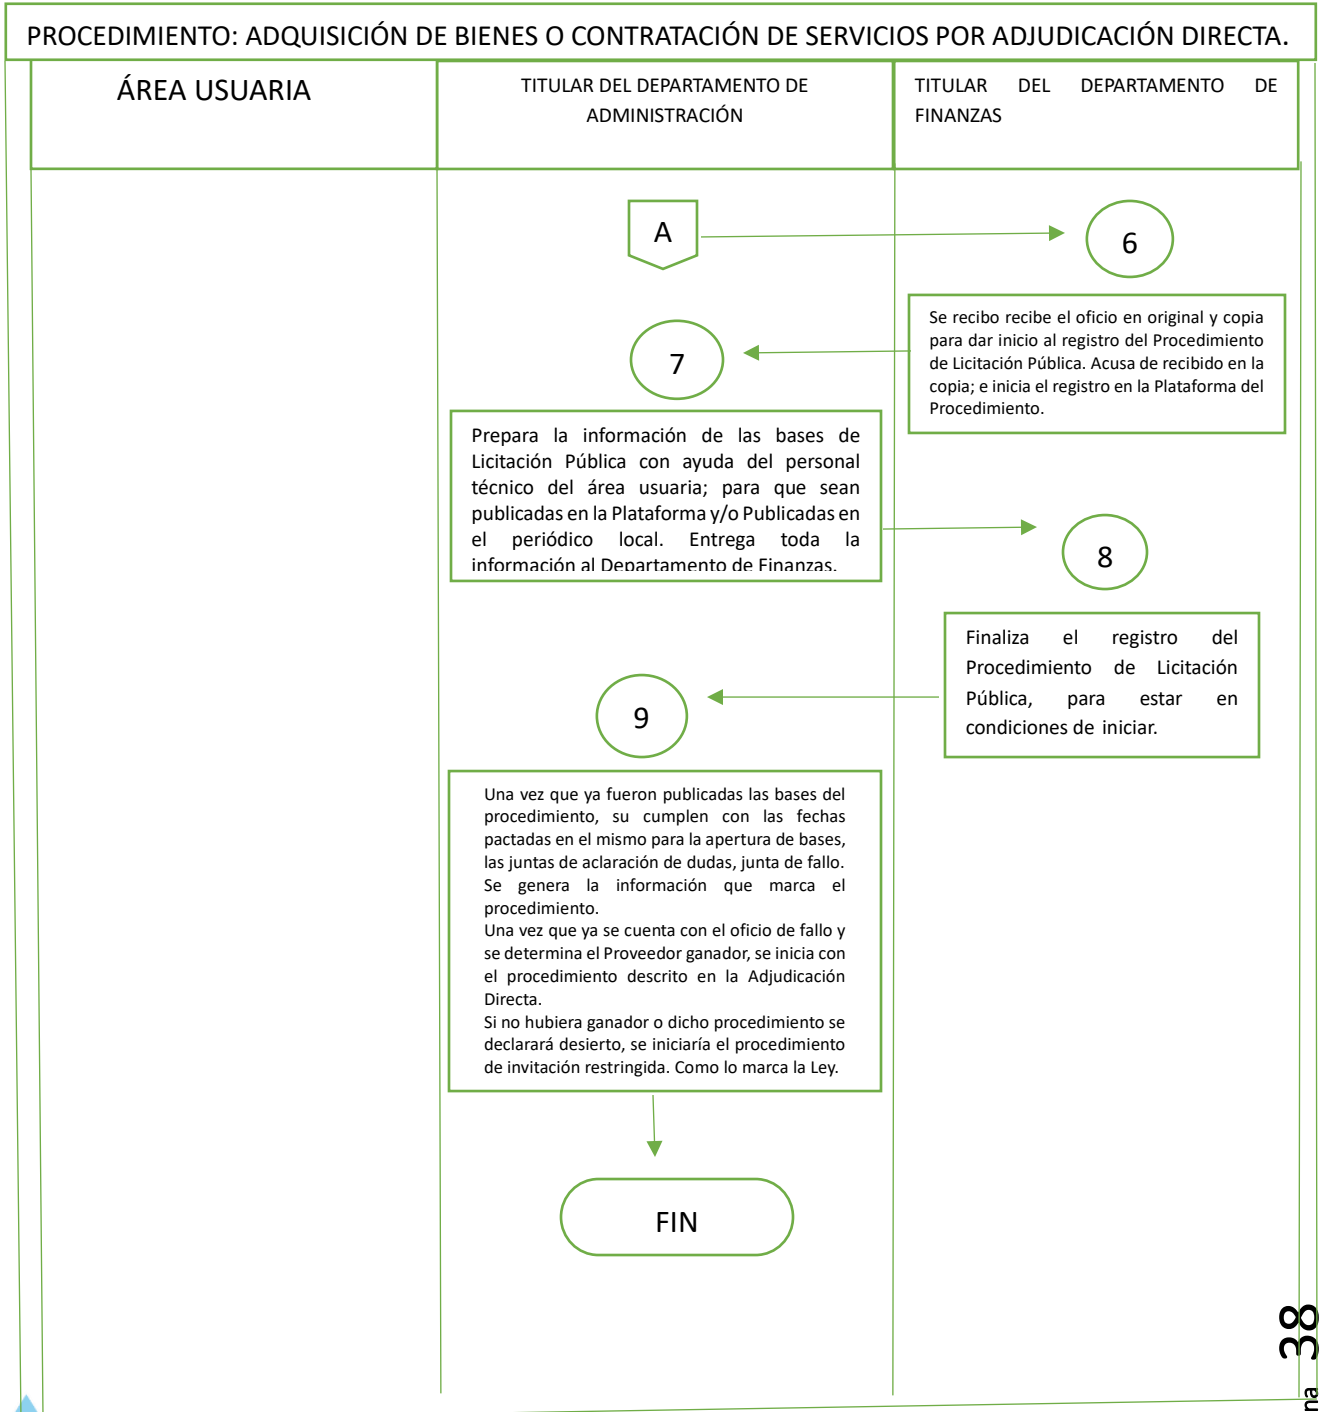 PROCEDIMIENTO: ADQUISICIÓN DE BIENES O CONTRATACIÓN DE SERVICIOS POR ADJUDICACIÓN DIRECTA.
ÁREA USUARIA
TITULAR DEL DEPARTAMENTO DE
ADMINISTRACIÓN
TITULAR DEL DEPARTAMENTO DE
FINANZAS
A
6
Se recibo recibe el oficio en original y copia
para dar inicio al registro del Procedimiento
de Licitación Pública. Acusa de recibido en la
copia; e inicia el registro en la Plataforma del
Procedimiento.
7
Prepara la información de las bases de
Licitación Pública con ayuda del personal
técnico del área usuaria; para que sean
publicadas en la Plataforma y/o Publicadas en
el periódico local. Entrega toda la
información al Departamento de Finanzas.
8
Finaliza el registro del
Procedimiento de Licitación
Pública, para estar en
condiciones de iniciar.
9
Una vez que ya fueron publicadas las bases del
procedimiento, su cumplen con las fechas
pactadas en el mismo para la apertura de bases,
las juntas de aclaración de dudas, junta de fallo.
Se genera la información que marca el
procedimiento.
Una vez que ya se cuenta con el oficio de fallo y
se determina el Proveedor ganador, se inicia con
el procedimiento descrito en la Adjudicación
Directa.
Si no hubiera ganador o dicho procedimiento se
declarará desierto, se iniciaría el procedimiento
de invitación restringida. Como lo marca la Ley.
FIN
na 38